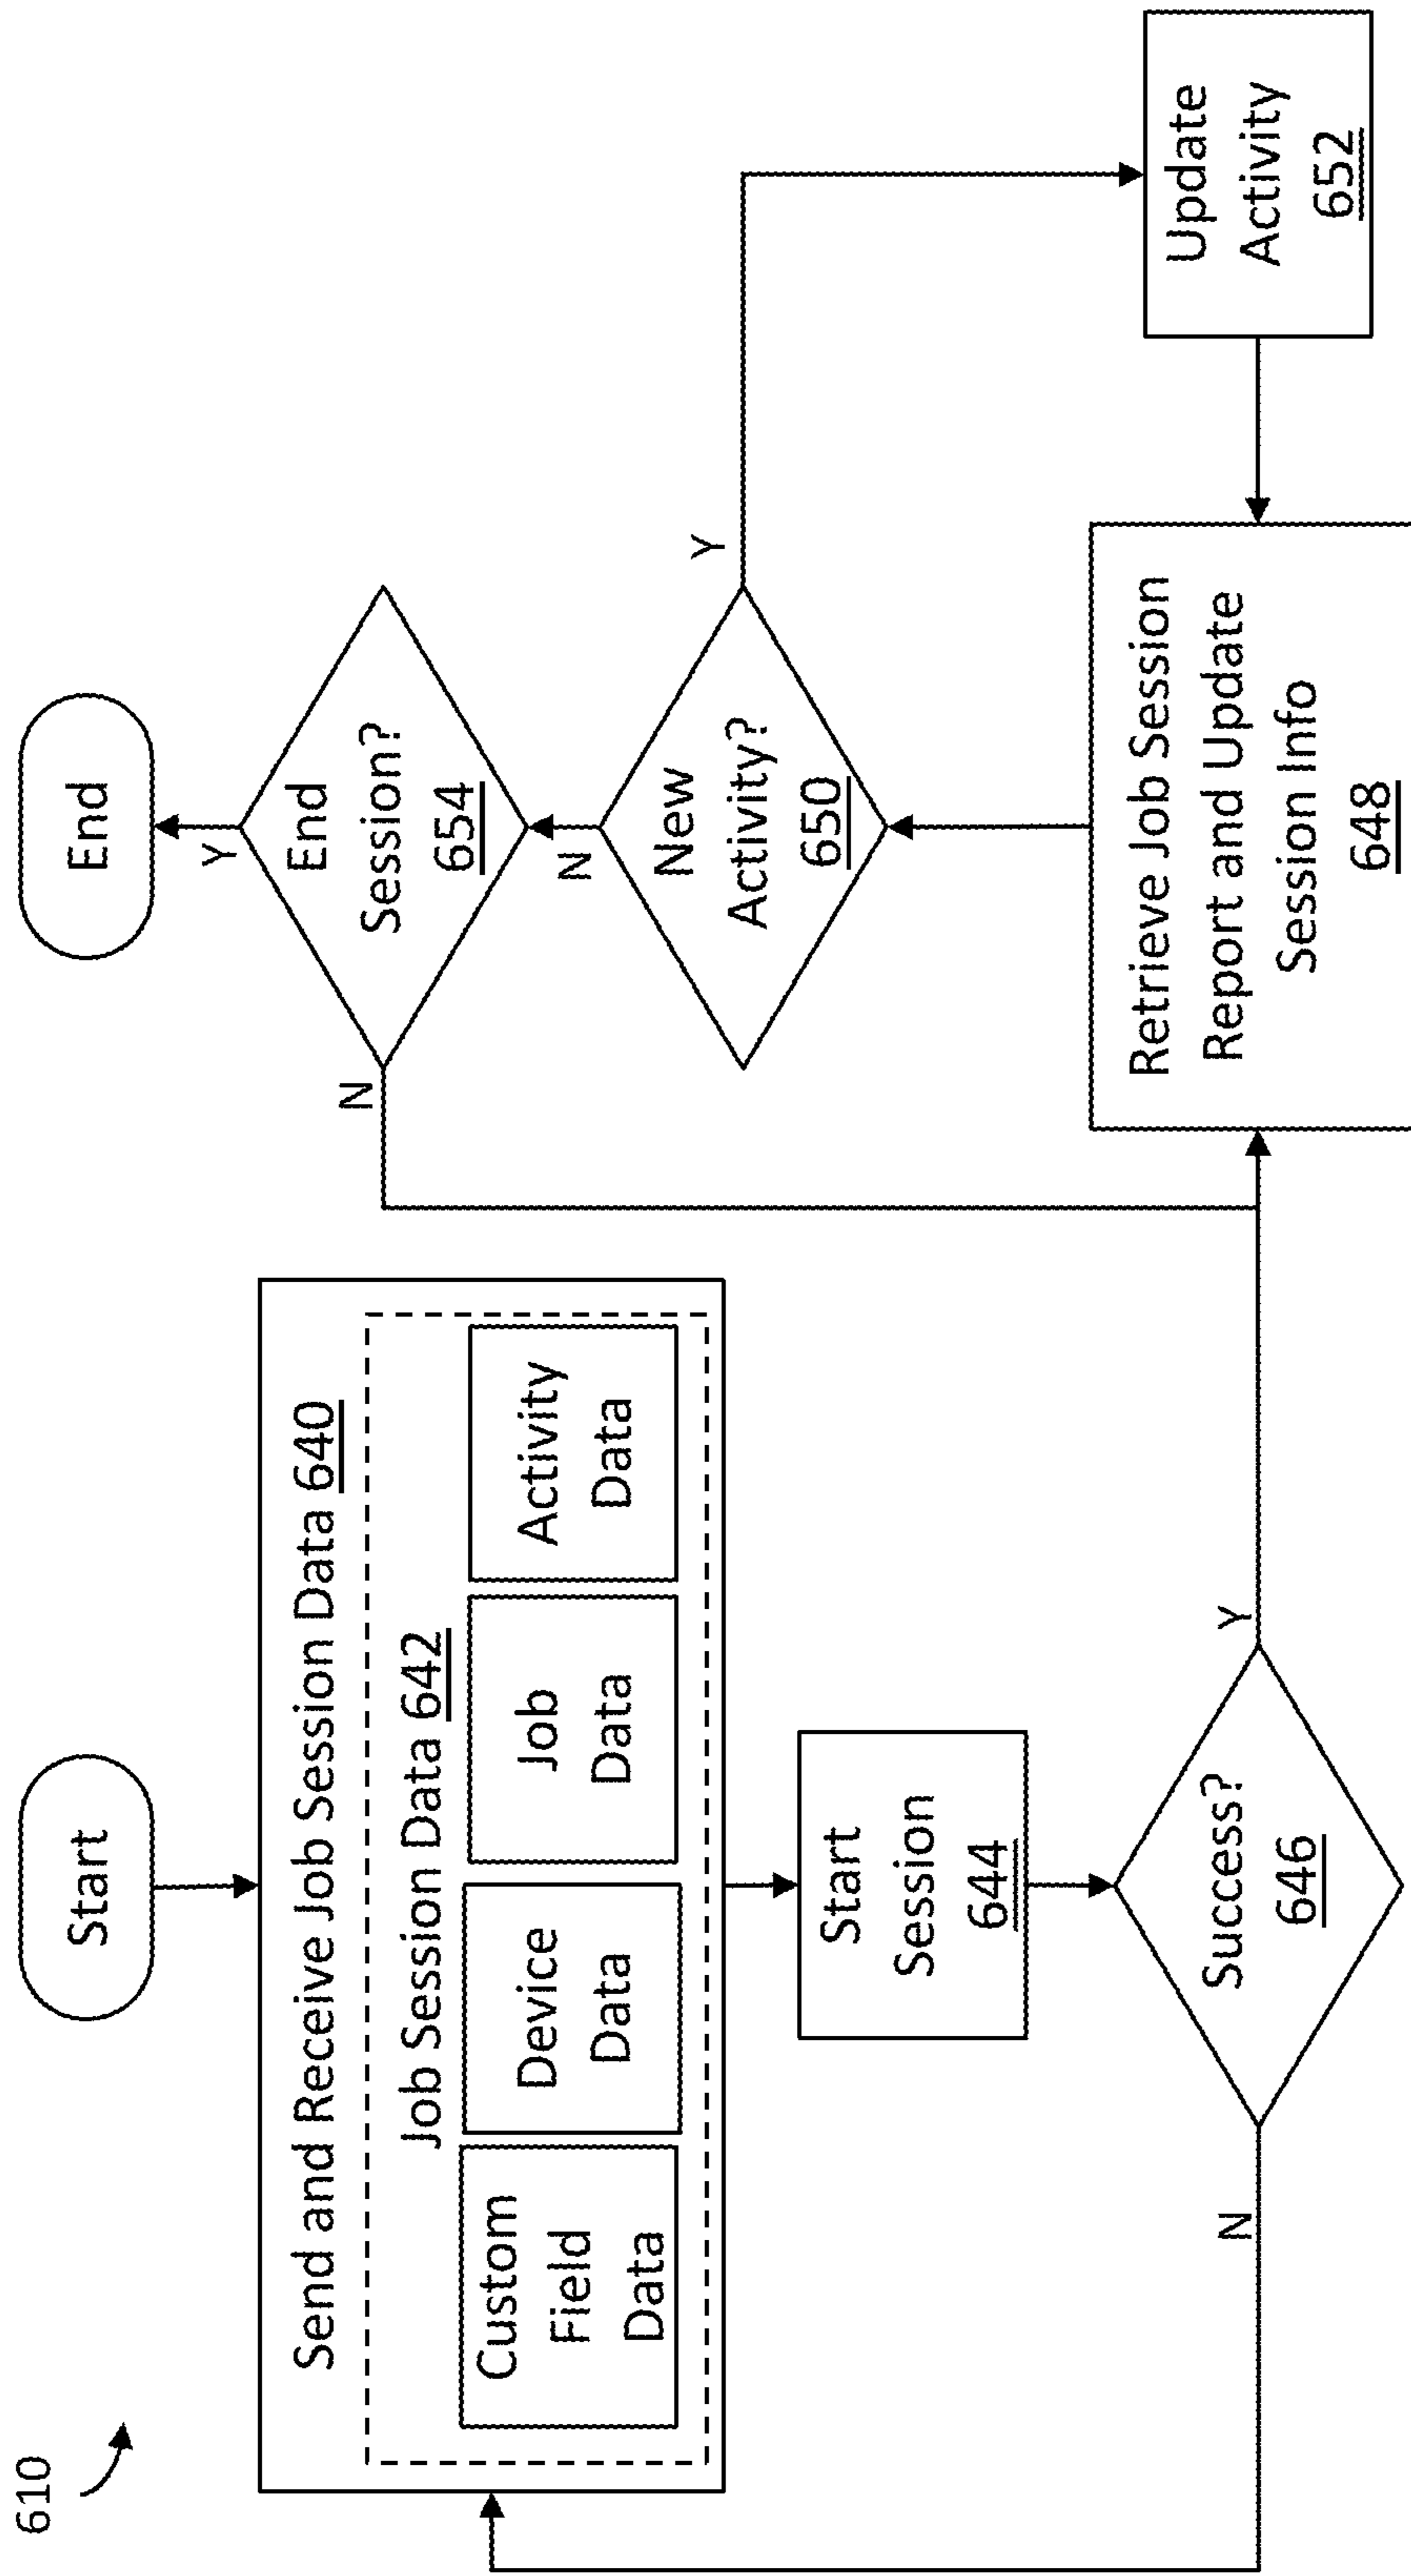 610
Start
Send and Receive Job Session Data 640
Job Session Data 642
Custom
Field
Data
Device
Data
Job
Data
Activity
Data
Start
Session
644
Success?
646
N
Y
End
Y
End
Session?
654
N
N
New
Activity?
650
Y
Retrieve Job Session
Report and Update
Session Info
648
Update
Activity
652